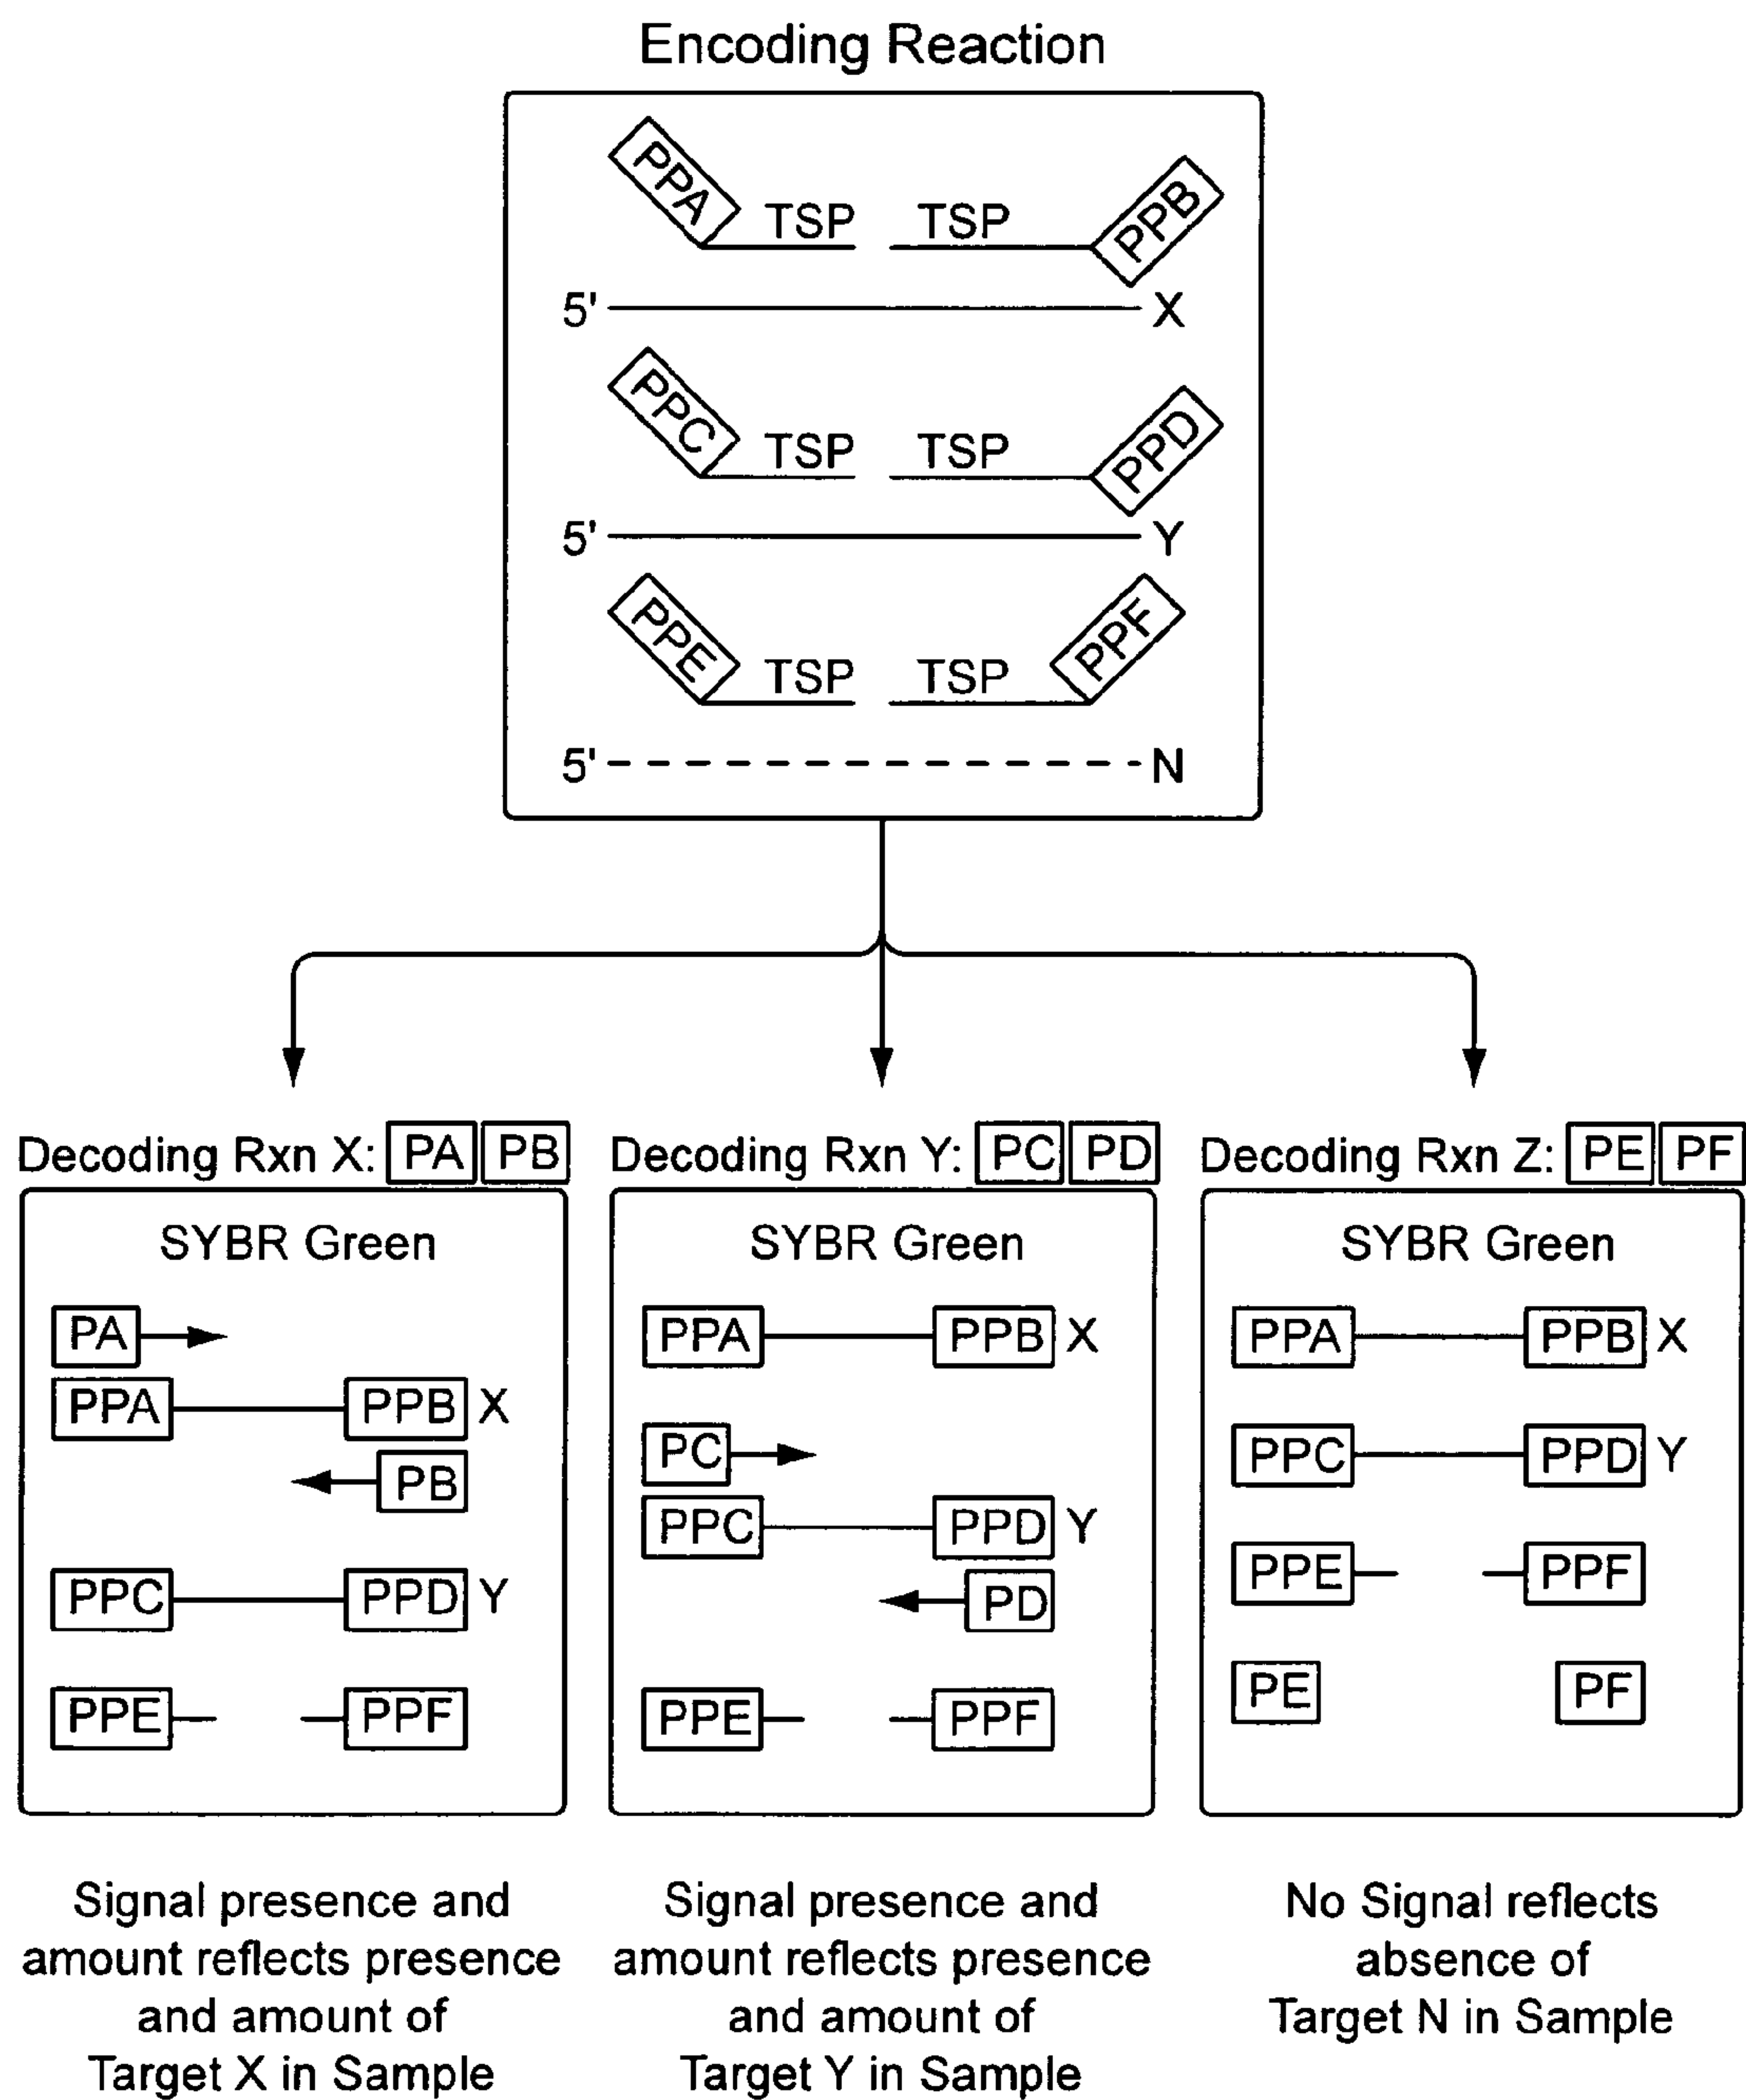 Encoding Reaction
PPA TSP TSP PPB
5' X
PPC TSP TSP PPD
5' Y
PPE TSP TSP PPF
5' N
Decoding Rxn X: PA PB
SYBR Green
PA
PPA PPB X
PB
PPC PPD Y
PPE PPF
Signal presence and
amount reflects presence
and amount of
Target X in Sample
Decoding Rxn Y: PC PD
SYBR Green
PPA PPB X
PC
PPC PPD Y
PD
PPE PPF
Signal presence and
amount reflects presence
and amount of
Target Y in Sample
Decoding Rxn Z: PE PF
SYBR Green
PPA PPB X
PPC PPD Y
PPE PPF
PE PF
No Signal reflects
absence of
Target N in Sample